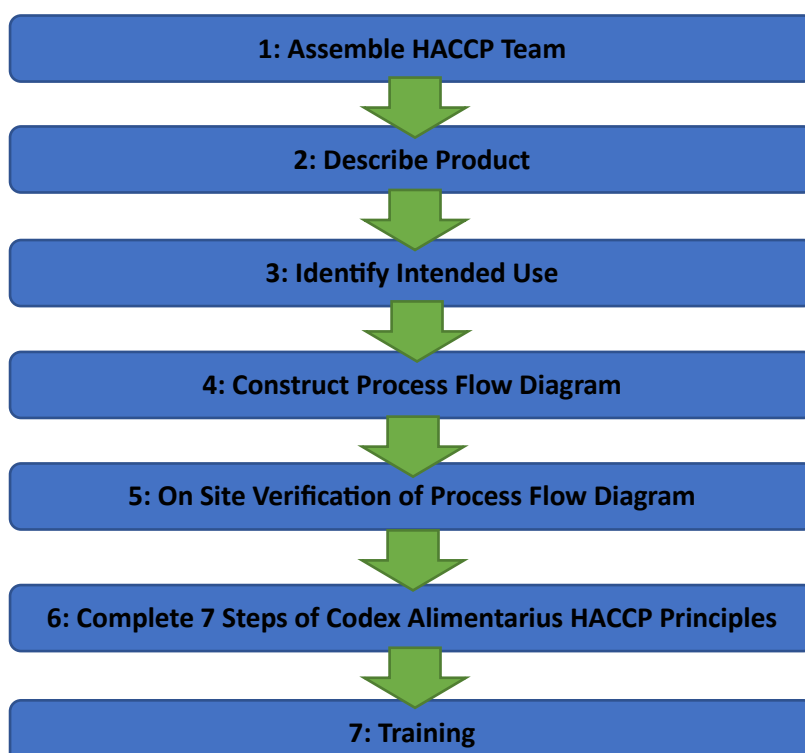 1: Assemble HACCP Team
2: Describe Product
3: Identify Intended Use
4: Construct Process Flow Diagram
5: On Site Verification of Process Flow Diagram
6: Complete 7 Steps of Codex Alimentarius HACCP Principles
7: Training